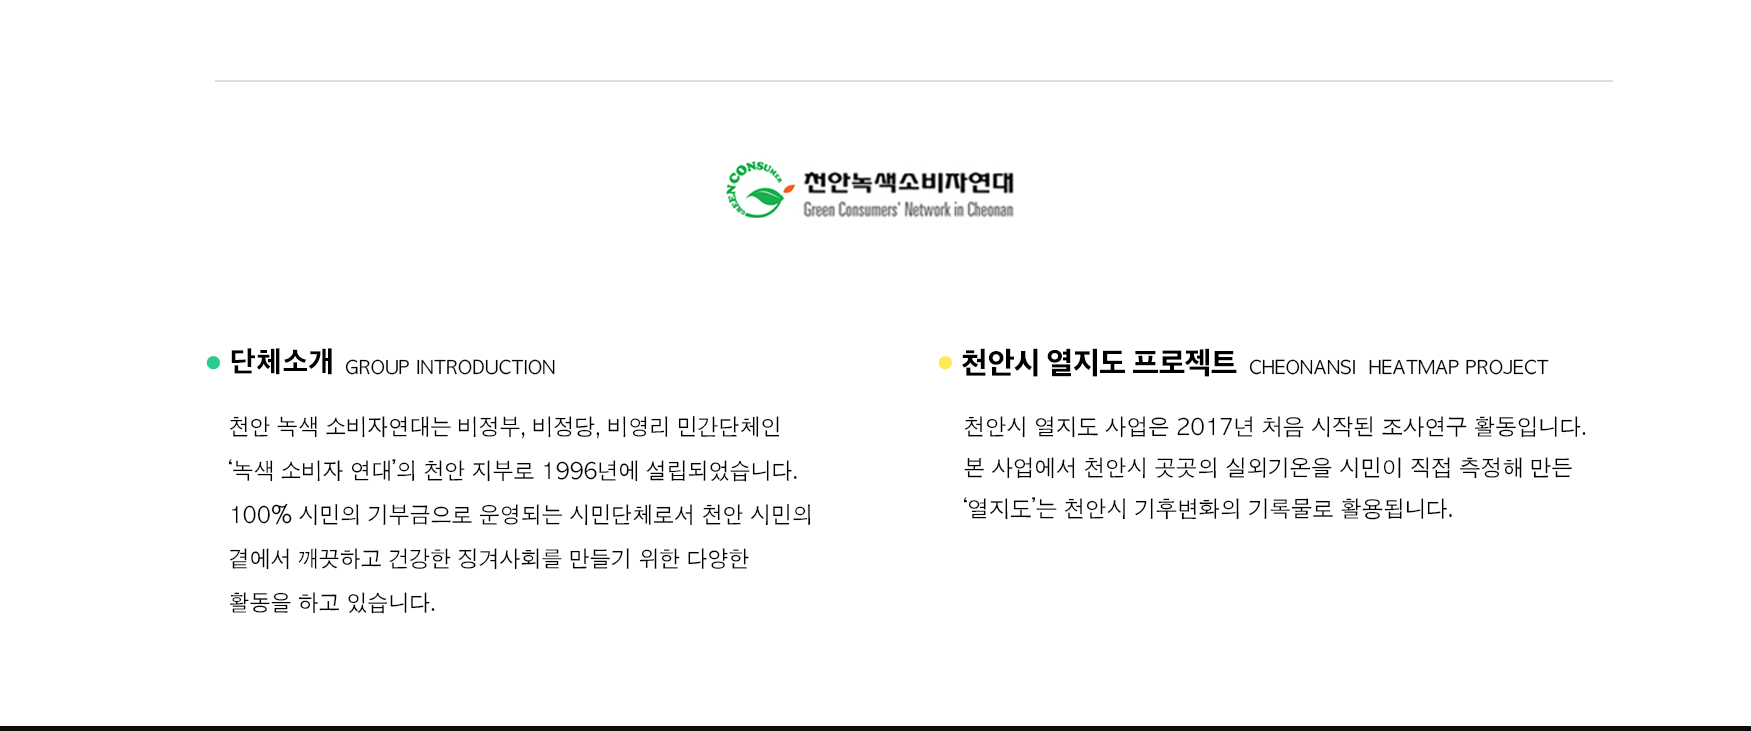 GREEN CONSUMER
천안녹색소비자연대
Green Consumers' Network in Cheonan
단체소개 GROUP INTRODUCTION
천안 녹색 소비자연대는 비정부, 비정당, 비영리 민간단체인
‘녹색 소비자 연대’의 천안 지부로 1996년에 설립되었습니다.
100% 시민의 기부금으로 운영되는 시민단체로서 천안 시민의
곁에서 깨끗하고 건강한 징겨사회를 만들기 위한 다양한
활동을 하고 있습니다.
천안시 열지도 프로젝트 CHEONANSI HEATMAP PROJECT
천안시 열지도 사업은 2017년 처음 시작된 조사연구 활동입니다.
본 사업에서 천안시 곳곳의 실외기온을 시민이 직접 측정해 만든
‘열지도’는 천안시 기후변화의 기록물로 활용됩니다.